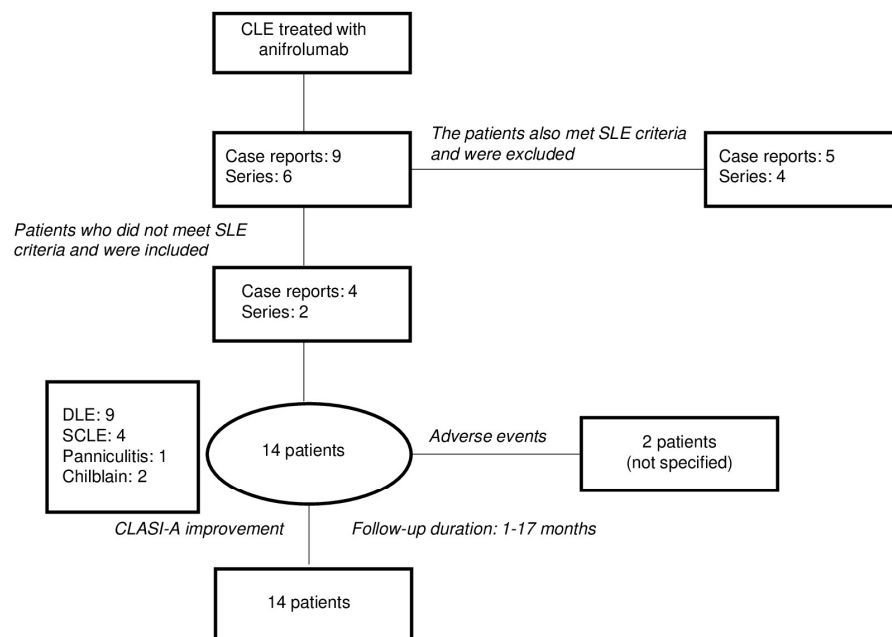 CLE treated with
anifrolumab
Case reports: 9
Series: 6
The patients also met SLE criteria
and were excluded
Case reports: 5
Series: 4
Patients who did not meet SLE
criteria and were included
Case reports: 4
Series: 2
DLE: 9
SCLE: 4
Panniculitis: 1
Chilblain: 2
14 patients
Adverse events
2 patients
(not specified)
CLASI-A improvement
Follow-up duration: 1-17 months
14 patients